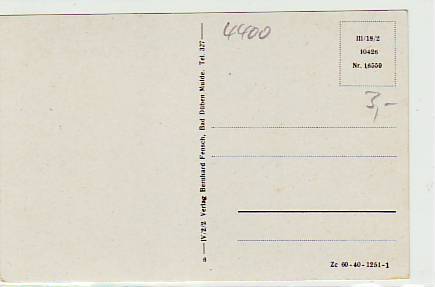 4400
III/18/2
10426
Nr. 16559
3,-
a — IV/2/2 Verlag Bernhard Fensch, Bad Düben Mulde. Tel. 327 —
Zc 60-40-1251-1